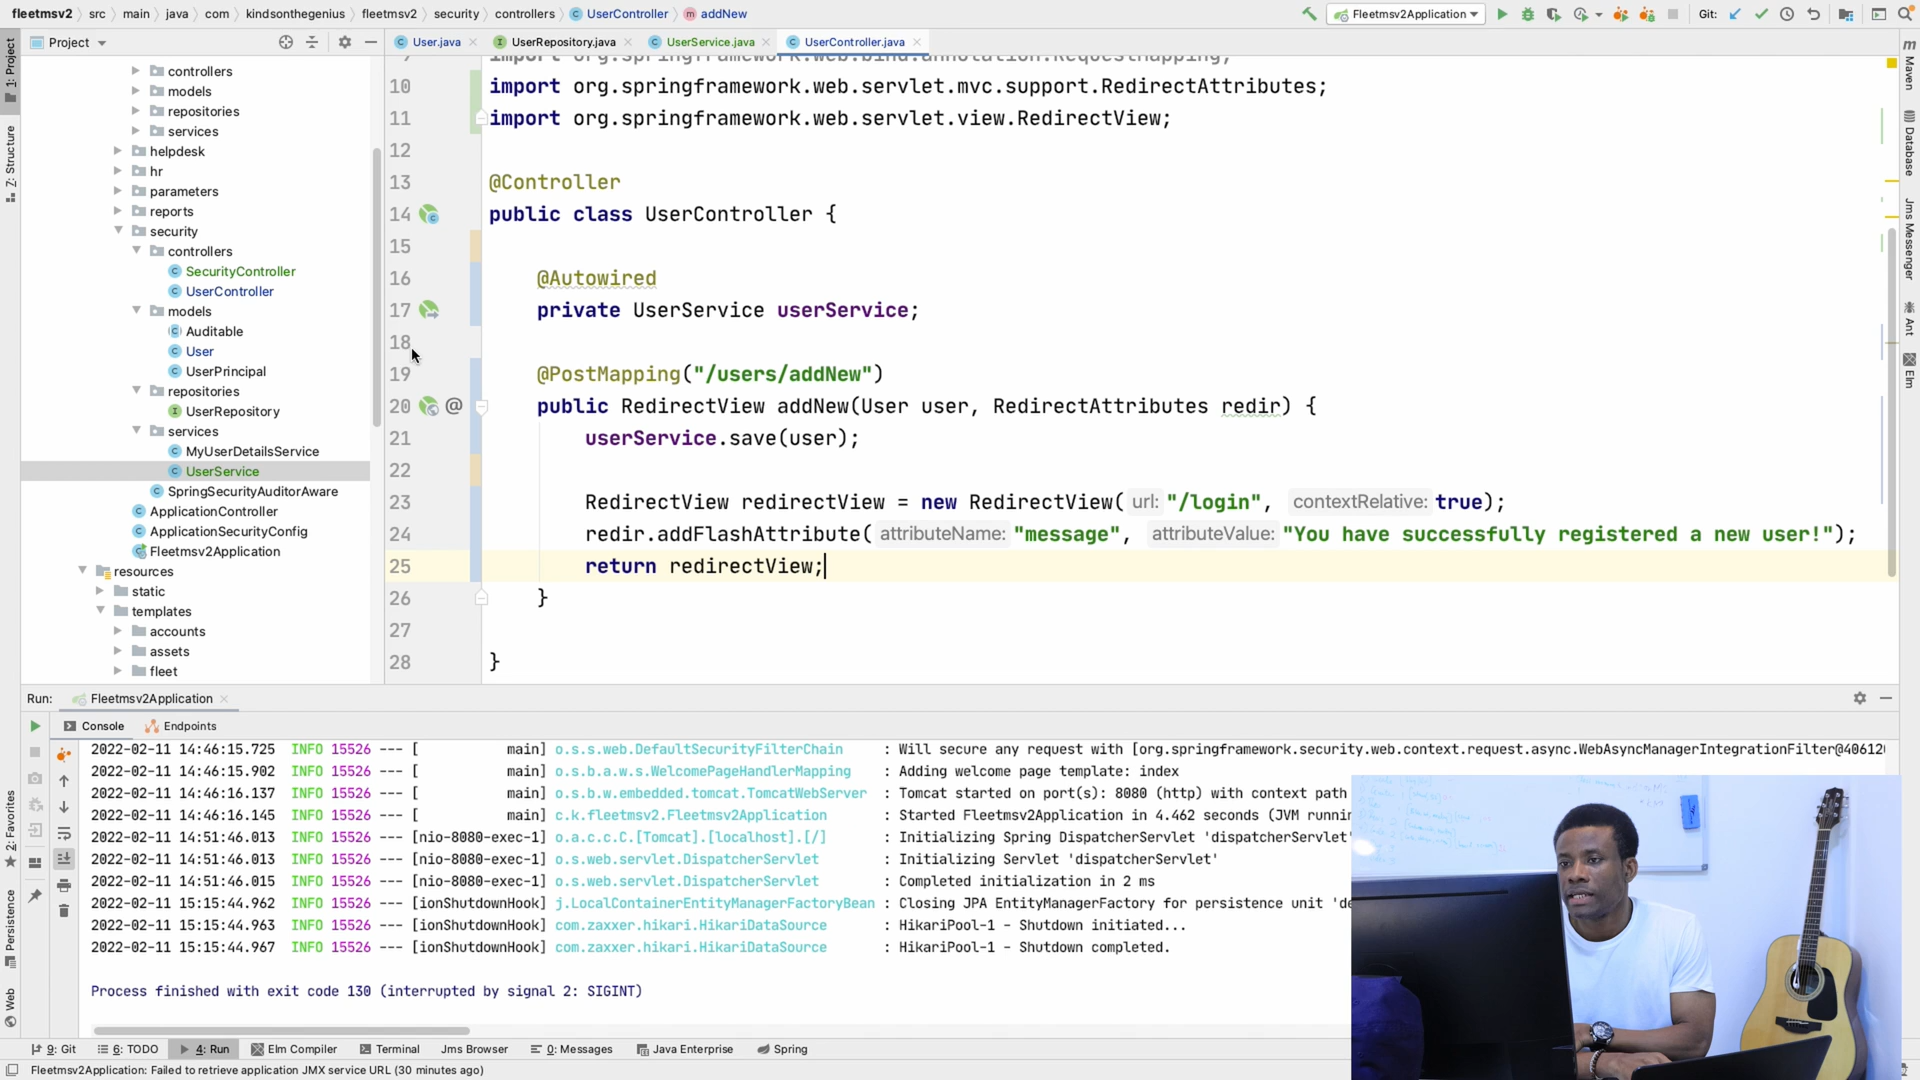 fleetmsv2 src main java com kindsonthegenius fleetmsv2 security controllers UserController addNew
Fleetmsv2Application
Git:
Project
User.java
UserRepository.java
UserService.java
UserController.java
controllers
models
repositories
services
helpdesk
hr
parameters
reports
security
controllers
SecurityController
UserController
models
Auditable
User
UserPrincipal
repositories
UserRepository
services
MyUserDetailsService
UserService
SpringSecurityAuditorAware
ApplicationController
ApplicationSecurityConfig
Fleetmsv2Application
resources
static
templates
accounts
assets
fleet
1: Project
Z: Structure
2: Favorites
Persistence
Web
10 import org.springframework.web.servlet.mvc.support.RedirectAttributes;
11 import org.springframework.web.servlet.view.RedirectView;
12
13 @Controller
14 public class UserController {
15
16 @Autowired
17 private UserService userService;
18
19 @PostMapping("/users/addNew")
20 @ public RedirectView addNew(User user, RedirectAttributes redir) {
21 userService.save(user);
22
23 RedirectView redirectView = new RedirectView( url: "/login", contextRelative: true);
24 redir.addFlashAttribute( attributeName: "message", attributeValue: "You have successfully registered a new user!");
25 return redirectView;
26 }
27
28 }
Maven
Database
Jms Messenger
Ant
Elm
Run: Fleetmsv2Application
Console Endpoints
2022-02-11 14:46:15.725 INFO 15526 --- [ main] o.s.s.web.DefaultSecurityFilterChain : Will secure any request with [org.springframework.security.web.context.request.async.WebAsyncManagerIntegrationFilter@406120
2022-02-11 14:46:15.902 INFO 15526 --- [ main] o.s.b.a.w.s.WelcomePageHandlerMapping : Adding welcome page template: index
2022-02-11 14:46:16.137 INFO 15526 --- [ main] o.s.b.w.embedded.tomcat.TomcatWebServer : Tomcat started on port(s): 8080 (http) with context path
2022-02-11 14:46:16.145 INFO 15526 --- [ main] c.k.fleetmsv2.Fleetmsv2Application : Started Fleetmsv2Application in 4.462 seconds (JVM runnin
2022-02-11 14:51:46.013 INFO 15526 --- [nio-8080-exec-1] o.a.c.c.C.[Tomcat].[localhost].[/] : Initializing Spring DispatcherServlet 'dispatcherServlet'
2022-02-11 14:51:46.013 INFO 15526 --- [nio-8080-exec-1] o.s.web.servlet.DispatcherServlet : Initializing Servlet 'dispatcherServlet'
2022-02-11 14:51:46.015 INFO 15526 --- [nio-8080-exec-1] o.s.web.servlet.DispatcherServlet : Completed initialization in 2 ms
2022-02-11 15:15:44.962 INFO 15526 --- [ionShutdownHook] j.LocalContainerEntityManagerFactoryBean : Closing JPA EntityManagerFactory for persistence unit 'de
2022-02-11 15:15:44.963 INFO 15526 --- [ionShutdownHook] com.zaxxer.hikari.HikariDataSource : HikariPool-1 - Shutdown initiated...
2022-02-11 15:15:44.967 INFO 15526 --- [ionShutdownHook] com.zaxxer.hikari.HikariDataSource : HikariPool-1 - Shutdown completed.
Process finished with exit code 130 (interrupted by signal 2: SIGINT)
9: Git 6: TODO 4: Run Elm Compiler Terminal Jms Browser 0: Messages Java Enterprise Spring
Fleetmsv2Application: Failed to retrieve application JMX service URL (30 minutes ago)